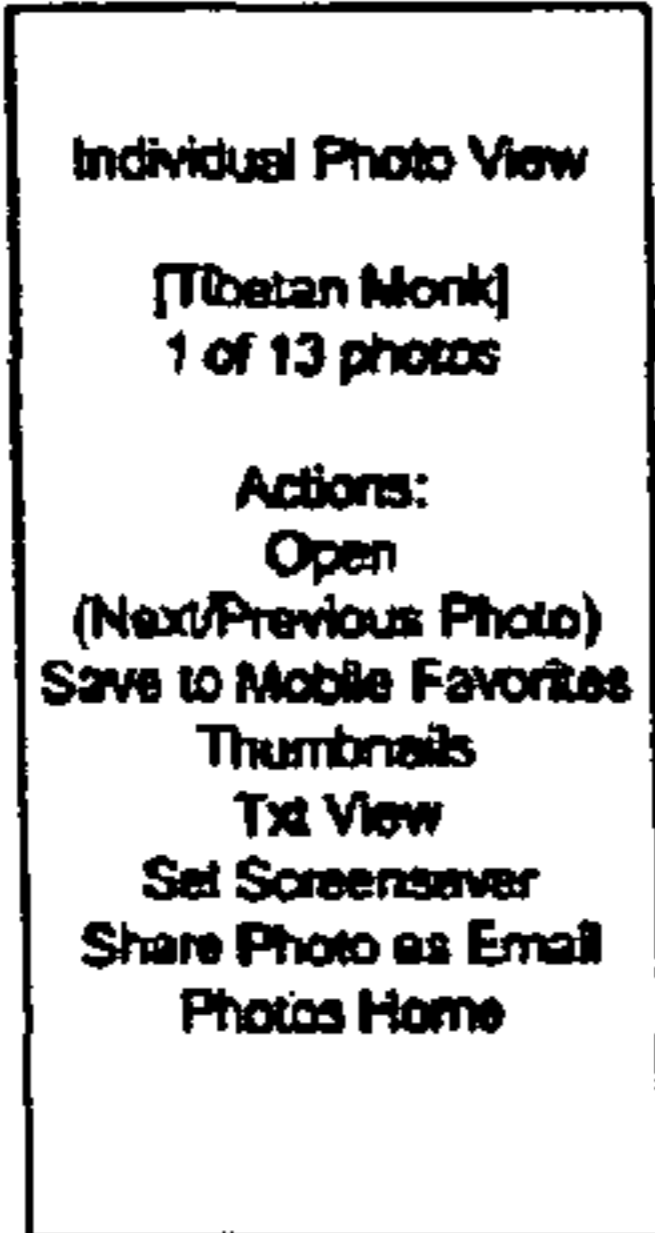 Individual Photo View
[Tibetan Monk]
1 of 13 photos
Actions:
Open
(Next/Previous Photo)
Save to Mobile Favorites
Thumbnails
Txt View
Set Screensaver
Share Photo as Email
Photos Home